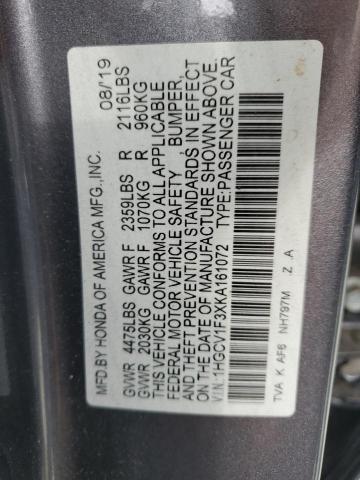 MFD.BY HONDA OF AMERICA MFG.,INC. 08/'19
GVWR 4475LBS GAWR F 2359LBS R 2116LBS
GVWR 2030KG GAWR F 1070KG R 960KG
THIS VEHICLE CONFORMS TO ALL APPLICABLE
FEDERAL MOTOR VEHICLE SAFETY , BUMPER,
AND THEFT PREVENTION STANDARDS IN EFFECT
ON THE DATE OF MANUFACTURE SHOWN ABOVE.
VIN:1HGCV1F3XKA161072 TYPE:PASSENGER CAR
TVA K AF6 NH797M Z .A